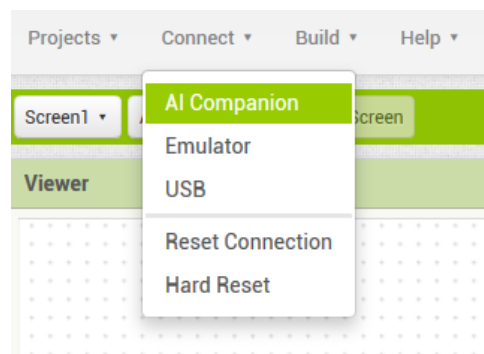 Projects ▾ Connect ▾ Build ▾ Help ▾
Screen1 ▾ Screen
AI Companion
Emulator
Viewer
USB
Reset Connection
Hard Reset